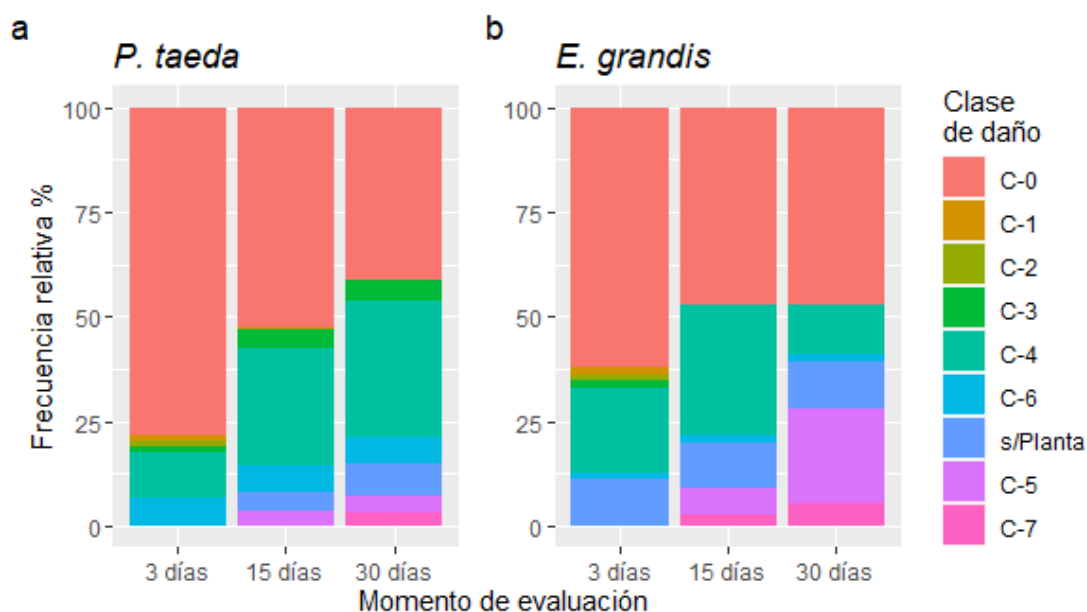 a
P. taeda
b
E. grandis
Frecuencia relativa %
100
75
50
25
0
3 días
15 días
30 días
100
75
50
25
0
3 días
15 días
30 días
Momento de evaluación
Clase
de daño
C-0
C-1
C-2
C-3
C-4
C-6
s/Planta
C-5
C-7